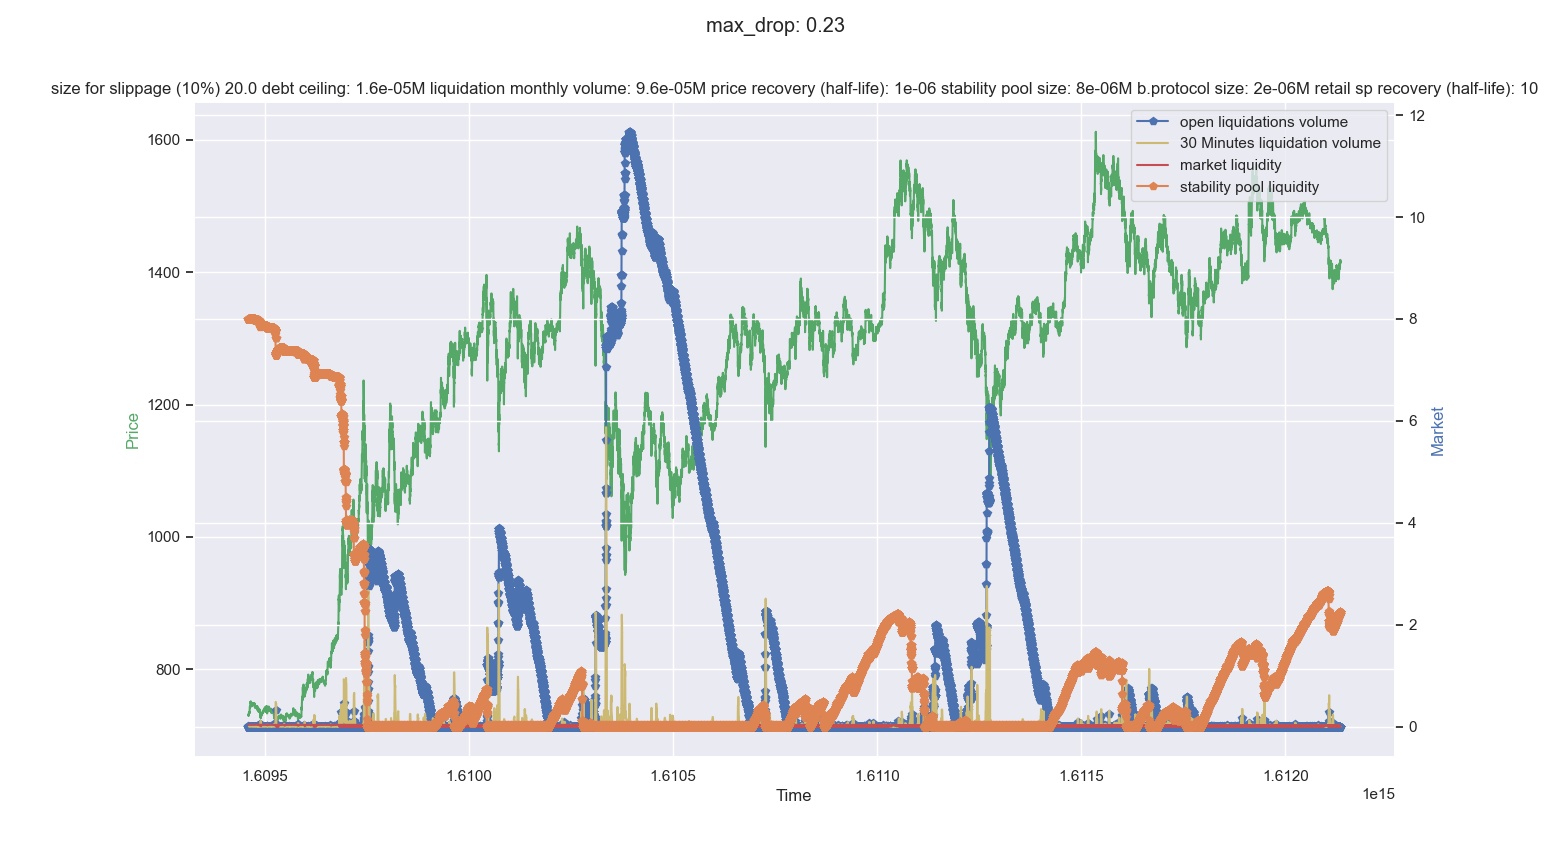 max_drop: 0.23
size for slippage (10%) 20.0 debt ceiling: 1.6e-05M liquidation monthly volume: 9.6e-05M price recovery (half-life): 1e-06 stability pool size: 8e-06M b.protocol size: 2e-06M retail sp recovery (half-life): 10
open liquidations volume
30 Minutes liquidation volume
market liquidity
stability pool liquidity
1600
1400
1200
1000
800
Price
12
10
8
6
4
2
0
Market
1.6095
1.6100
1.6105
1.6110
1.6115
1.6120
1e15
Time